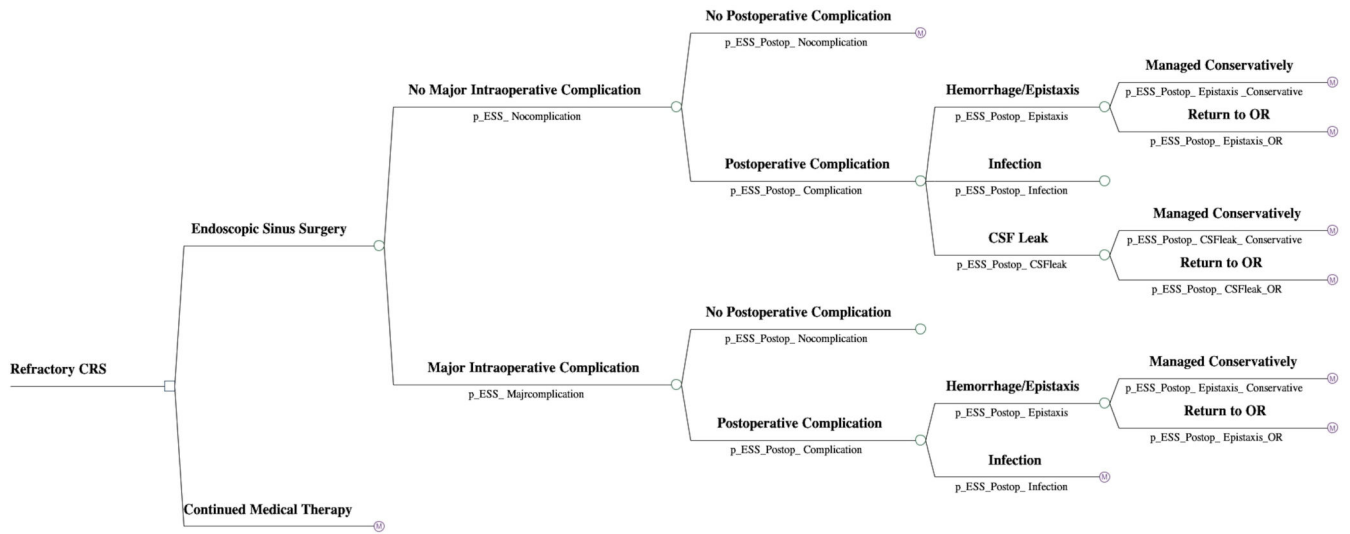 No Postoperative Complication
p_ESS_Postop_ Nocomplication
M
Managed Conservatively
No Major Intraoperative Complication
Hemorrhage/Epistaxis
M
p_ESS_Postop_ Epistaxis _Conservative
p_ESS_ Nocomplication
p_ESS_Postop_ Epistaxis
Return to OR
M
p_ESS_Postop_ Epistaxis_OR
Postoperative Complication
Infection
p_ESS_Postop_ Complication
p_ESS_Postop_ Infection
Managed Conservatively
Endoscopic Sinus Surgery
CSF Leak
M
p_ESS_Postop_ CSFleak_ Conservative
p_ESS_Postop_ CSFleak
Return to OR
M
p_ESS_Postop_ CSFleak_OR
No Postoperative Complication
p_ESS_Postop_ Nocomplication
Refractory CRS
Major Intraoperative Complication
Managed Conservatively
M
Hemorrhage/Epistaxis
p_ESS_Postop_ Epistaxis_ Conservative
p_ESS_ Majrcomplication
p_ESS_Postop_ Epistaxis
Return to OR
M
Postoperative Complication
p_ESS_Postop_ Epistaxis_OR
p_ESS_Postop_ Complication
Infection
M
p_ESS_Postop_ Infection
Continued Medical Therapy
M